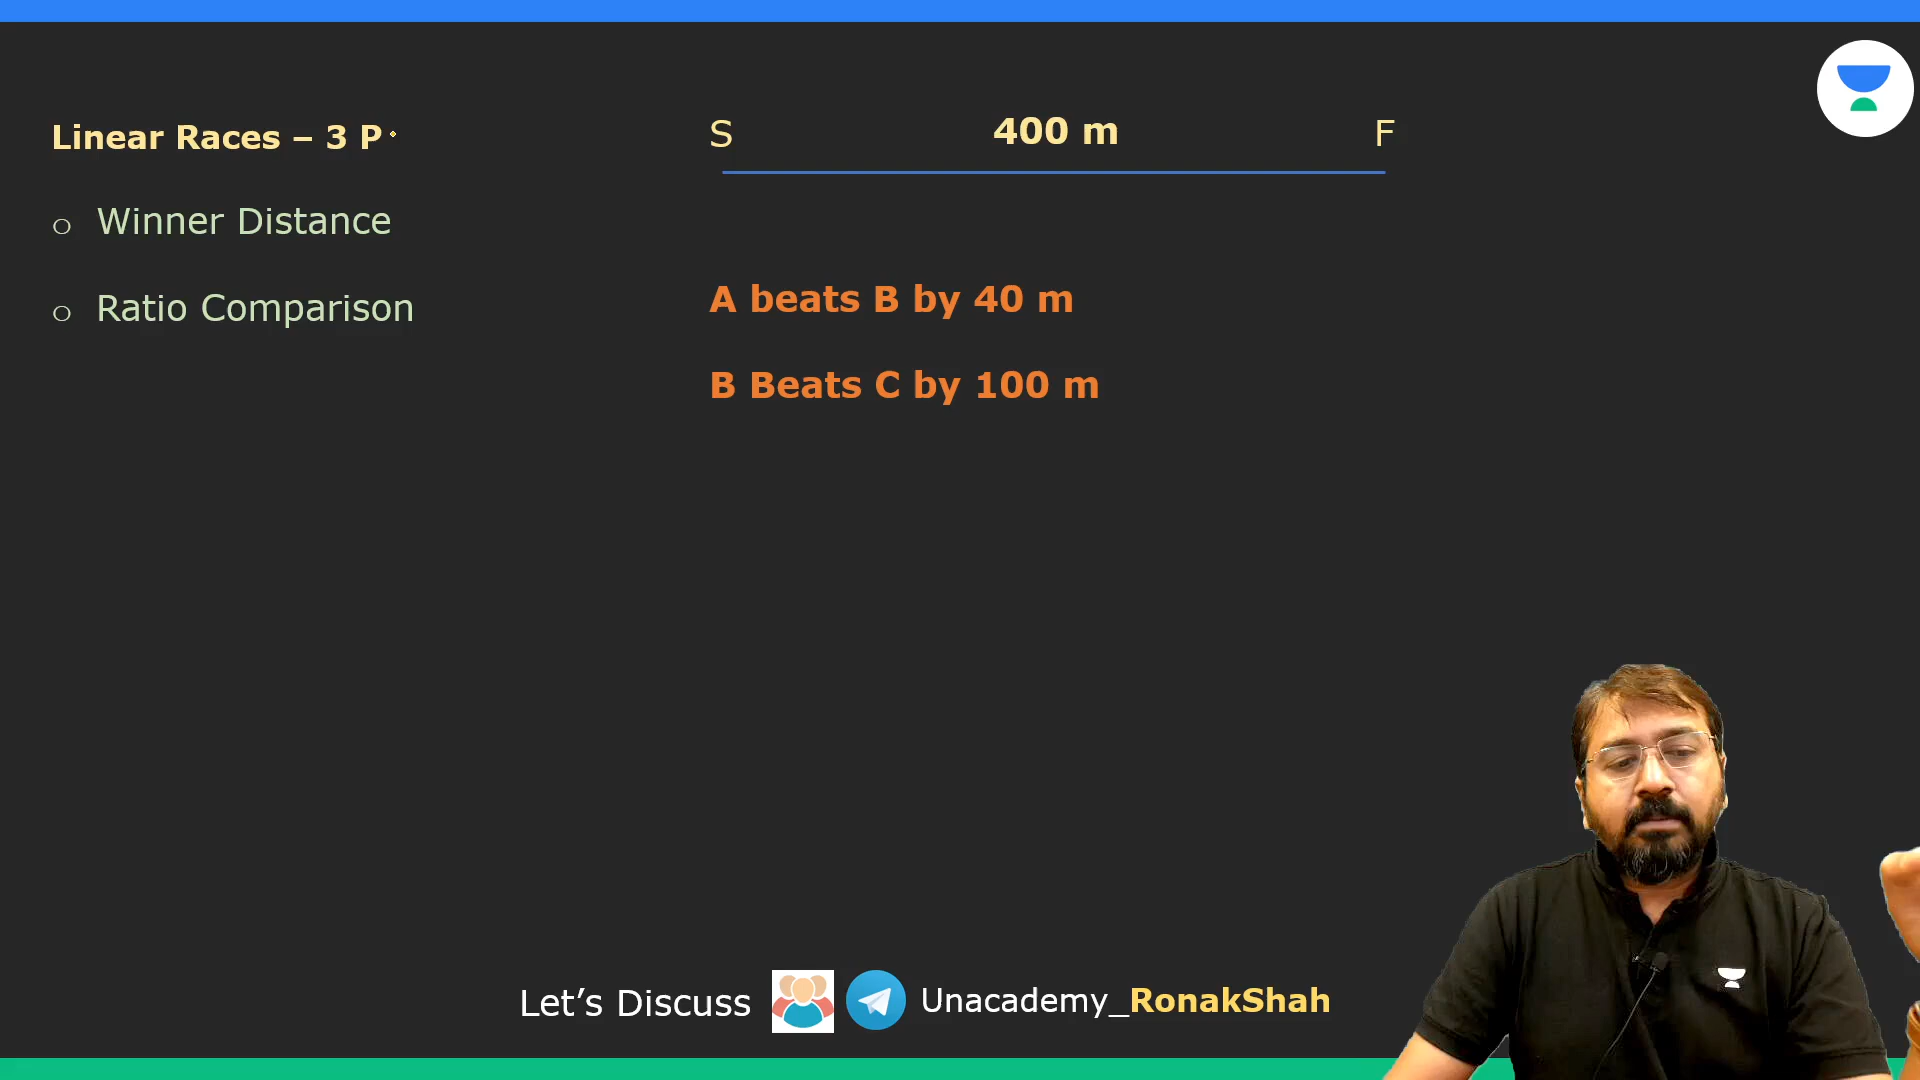 Linear Races – 3 P
S 400 m F
o Winner Distance
o Ratio Comparison
A beats B by 40 m
B Beats C by 100 m
Let’s Discuss Unacademy_RonakShah